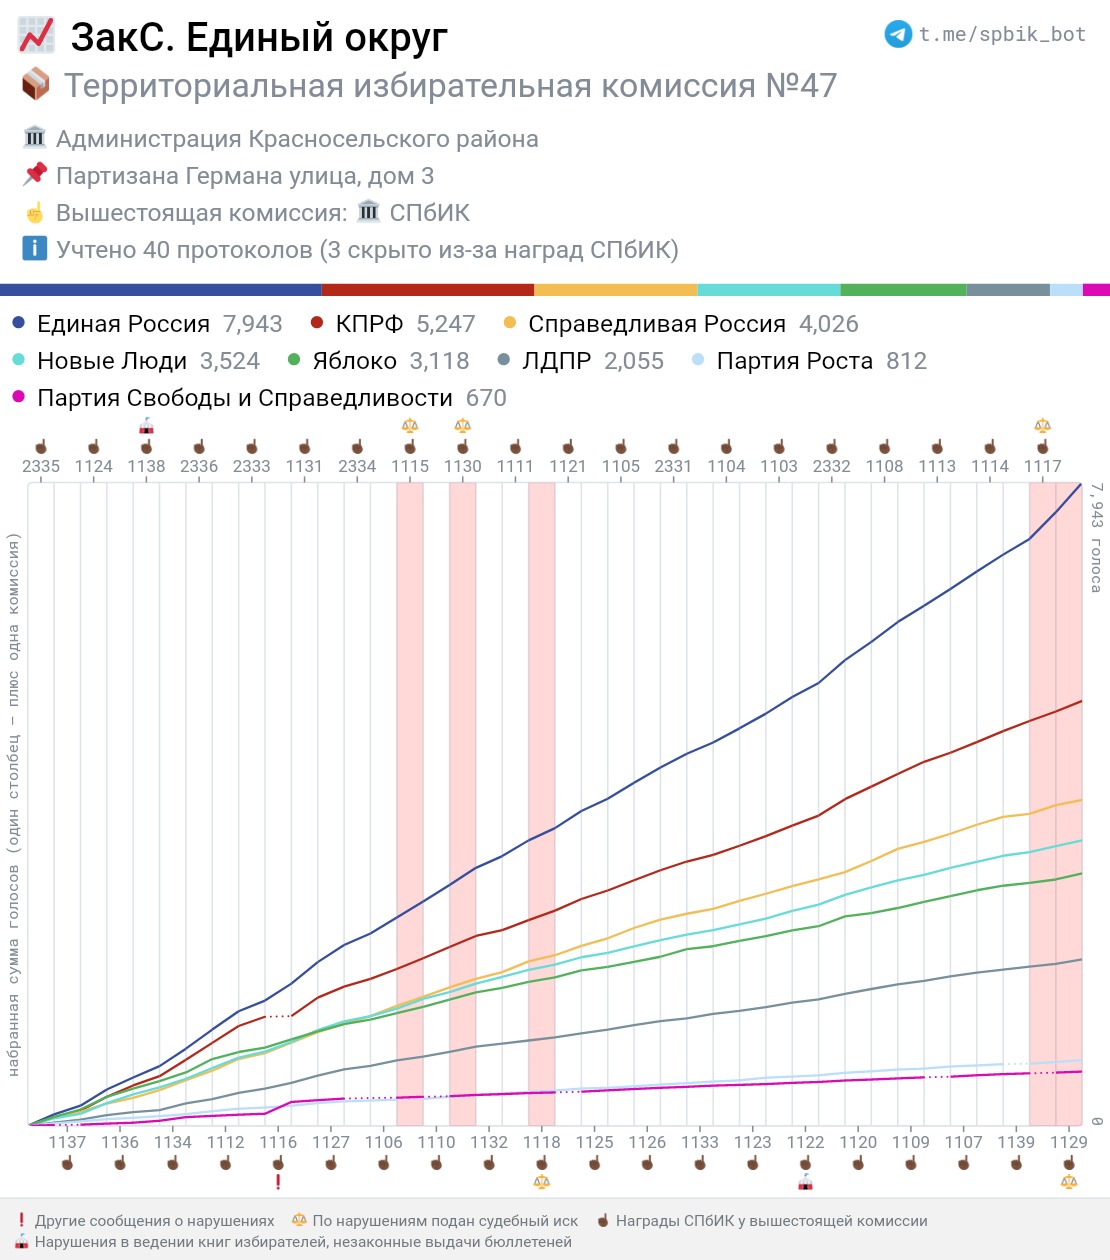 ЗакС. Единый округ
t.me/spbik_bot
Территориальная избирательная комиссия №47
Администрация Красносельского района
Партизана Германа улица, дом 3
Вышестоящая комиссия: СПбИК
Учтено 40 протоколов (3 скрыто из-за наград СПбИК)
Единая Россия 7,943 КПРФ 5,247 Справедливая Россия 4,026
Новые Люди 3,524 Яблоко 3,118 ЛДПР 2,055 Партия Роста 812
Партия Свободы и Справедливости 670
2335 1124 1138 2336 2333 1131 2334 1115 1130 1111 1121 1105 2331 1104 1103 2332 1108 1113 1114 1117
7,943 голоса
набранная сумма голосов (один столбец — плюс одна комиссия)
0
1137 1136 1134 1112 1116 1127 1106 1110 1132 1118 1125 1126 1133 1123 1122 1120 1109 1107 1139 1129
Другие сообщения о нарушениях По нарушениям подан судебный иск Награды СПбИК у вышестоящей комиссии
Нарушения в ведении книг избирателей, незаконные выдачи бюллетеней